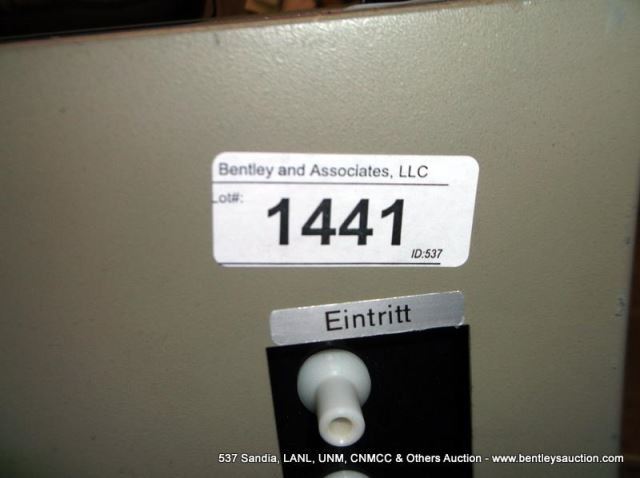 Bentley and Associates, LLC
Lot#:
1441
ID:537
Eintritt
537 Sandia, LANL, UNM, CNMCC & Others Auction - www.bentleysauction.com